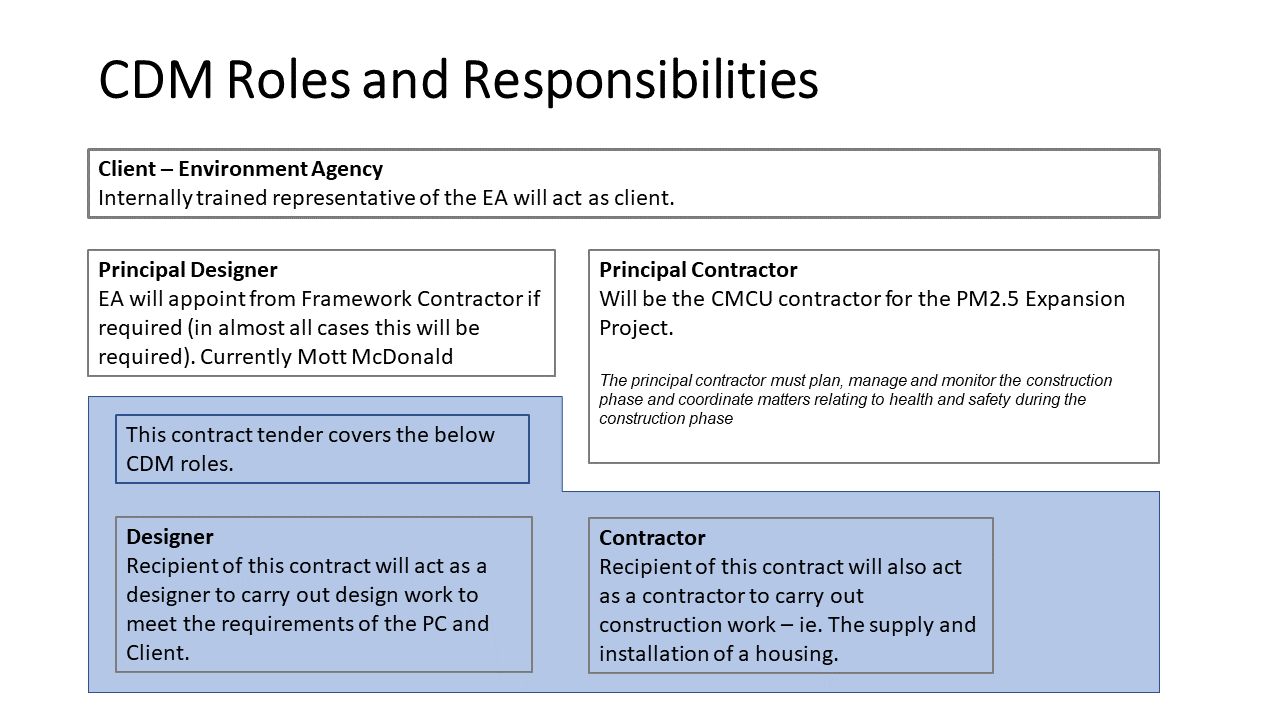 CDM Roles and Responsibilities
Client – Environment Agency
Internally trained representative of the EA will act as client.
Principal Designer
EA will appoint from Framework Contractor if
required (in almost all cases this will be
required). Currently Mott McDonald
Principal Contractor
Will be the CMCU contractor for the PM2.5 Expansion
Project.
The principal contractor must plan, manage and monitor the construction
phase and coordinate matters relating to health and safety during the
construction phase
This contract tender covers the below
CDM roles.
Designer
Recipient of this contract will act as a
designer to carry out design work to
meet the requirements of the PC and
Client.
Contractor
Recipient of this contract will also act
as a contractor to carry out
construction work – ie. The supply and
installation of a housing.